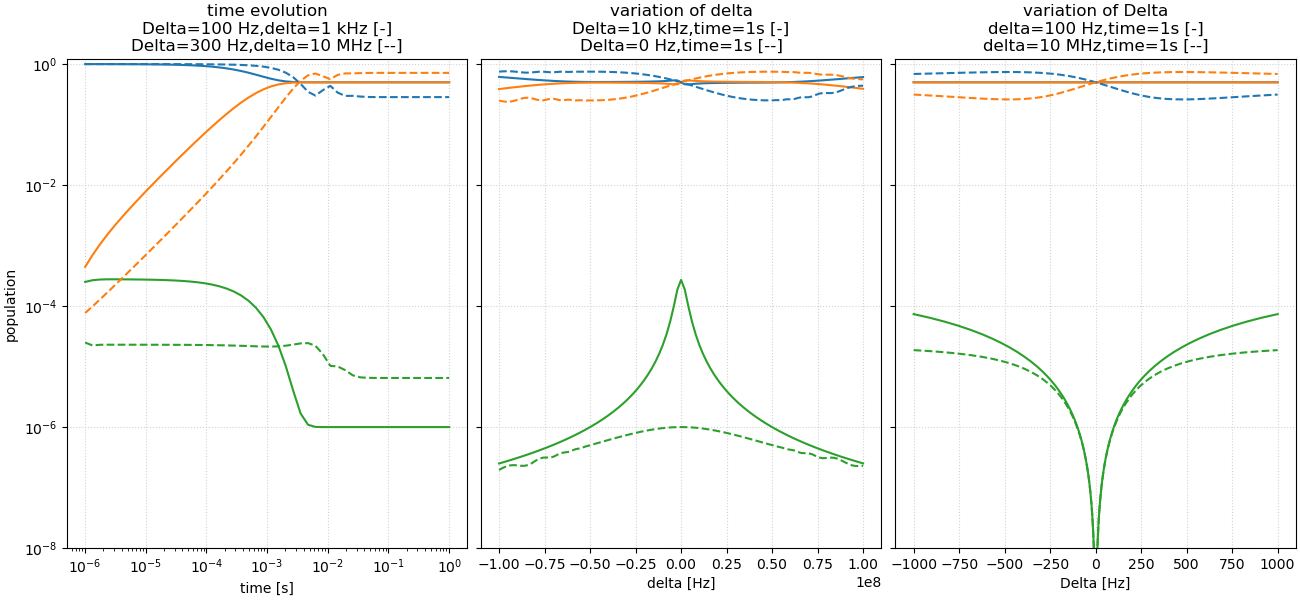 time evolution
Delta=100 Hz,delta=1 kHz [-]
Delta=300 Hz,delta=10 MHz [--]
variation of delta
Delta=10 kHz,time=1s [-]
Delta=0 Hz,time=1s [--]
variation of Delta
delta=100 Hz,time=1s [-]
delta=10 MHz,time=1s [--]
population
10⁰
10⁻²
10⁻⁴
10⁻⁶
10⁻⁸
10⁻⁶ 10⁻⁵ 10⁻⁴ 10⁻³ 10⁻² 10⁻¹ 10⁰
time [s]
−1.00 −0.75 −0.50 −0.25 0.00 0.25 0.50 0.75 1.00
1e8
delta [Hz]
−1000 −750 −500 −250 0 250 500 750 1000
Delta [Hz]